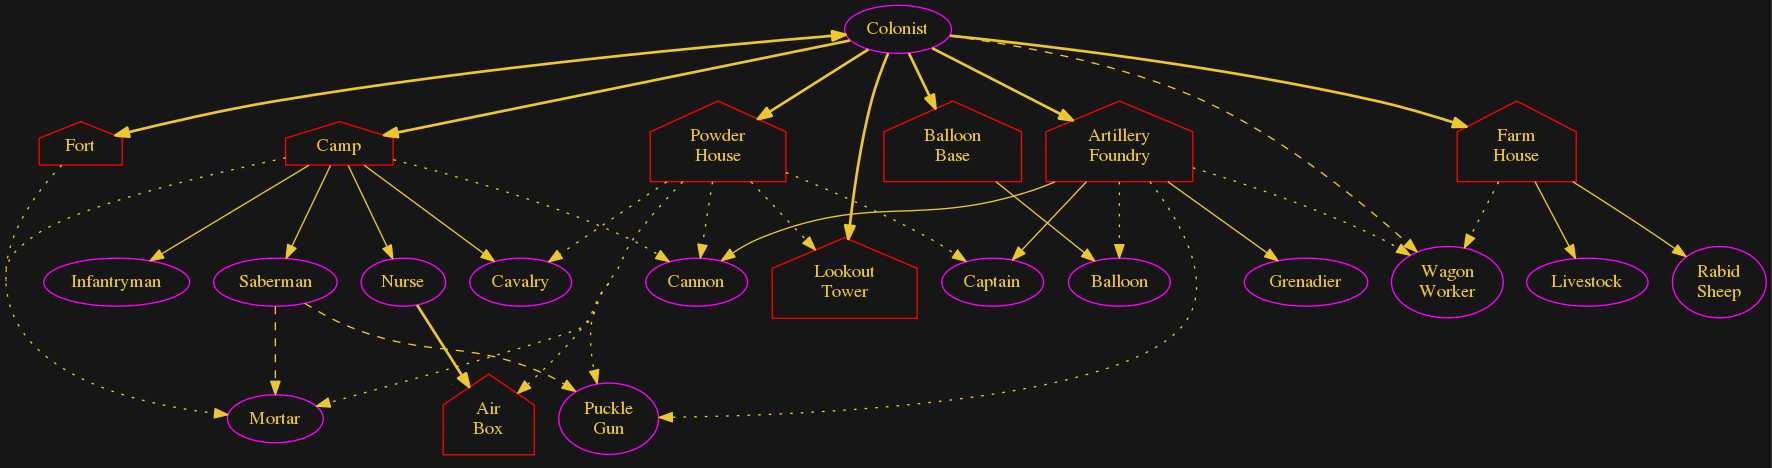 Colonist
Fort
Camp
Powder
House
Balloon
Base
Artillery
Foundry
Farm
House
Infantryman
Saberman
Nurse
Cavalry
Cannon
Lookout
Tower
Captain
Balloon
Grenadier
Wagon
Worker
Livestock
Rabid
Sheep
Mortar
Air
Box
Puckle
Gun